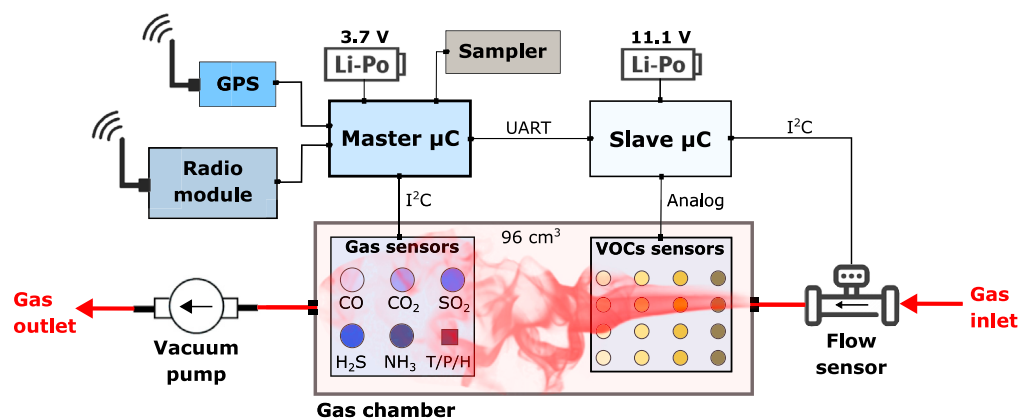 3.7 V
Li-Po
Sampler
11.1 V
Li-Po
GPS
Master µC
UART
Slave µC
I²C
Radio
module
I²C
Analog
Gas sensors
96 cm³
VOCs sensors
CO
CO₂
SO₂
H₂S
NH₃
T/P/H
Gas
outlet
Gas
inlet
Vacuum
pump
Flow
sensor
Gas chamber